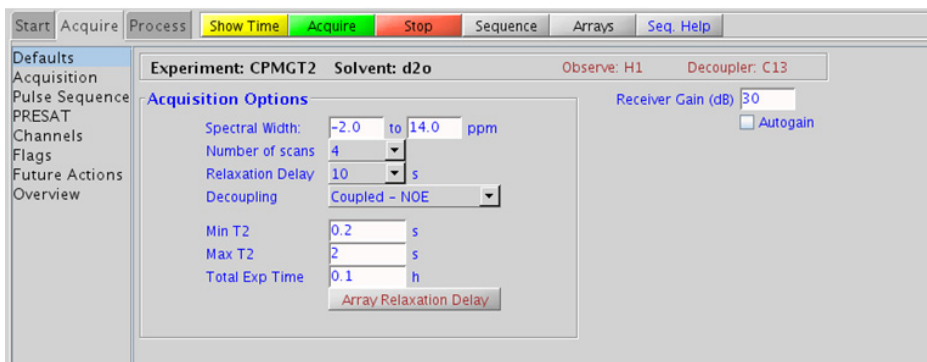 Start Acquire Process Show Time Acquire Stop Sequence Arrays Seq. Help
Defaults
Acquisition
Pulse Sequence
PRESAT
Channels
Flags
Future Actions
Overview
Experiment: CPMGT2 Solvent: d2o Observe: H1 Decoupler: C13
Acquisition Options
Spectral Width: -2.0 to 14.0 ppm
Number of scans 4
Relaxation Delay 10 s
Decoupling Coupled - NOE
Min T2 0.2 s
Max T2 2 s
Total Exp Time 0.1 h
Array Relaxation Delay
Receiver Gain (dB) 30
Autogain